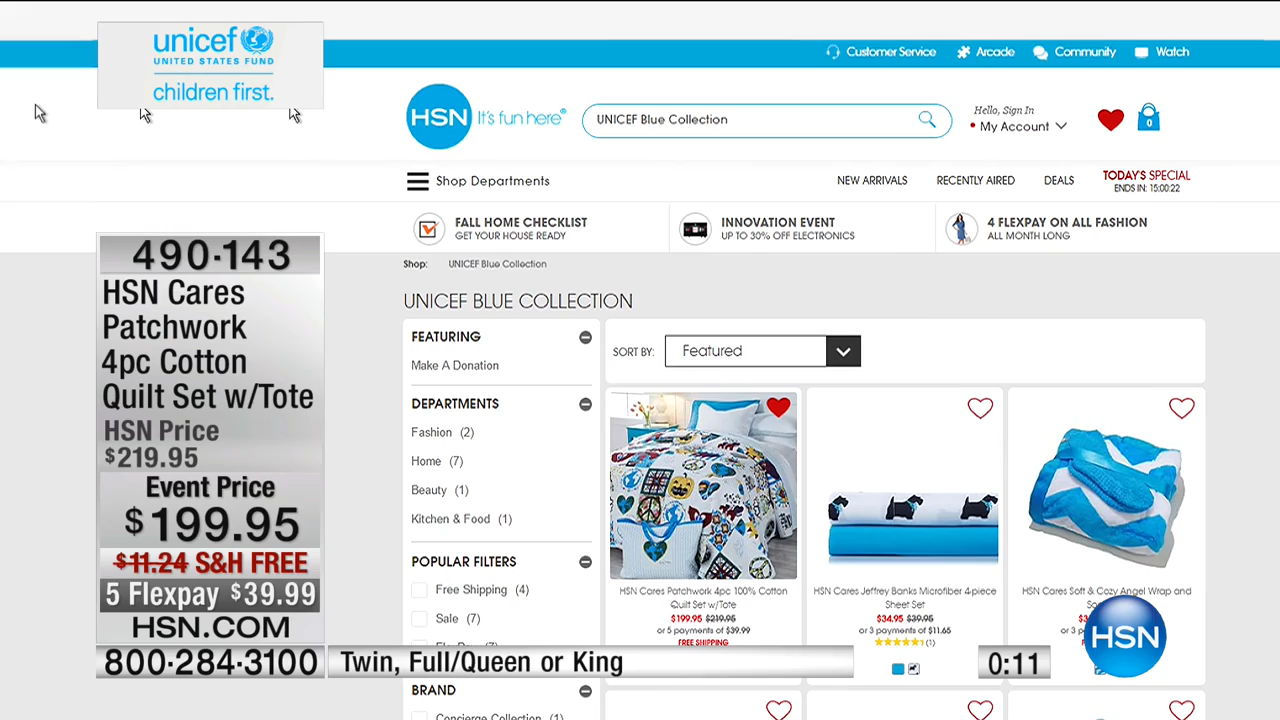 unicef
UNITED STATES FUND
children first.
Customer Service
Arcade
Community
Watch
HSN It's fun here®
UNICEF Blue Collection
Hello, Sign In
My Account
0
Shop Departments
NEW ARRIVALS
RECENTLY AIRED
DEALS
TODAY'S SPECIAL
ENDS IN: 15:00:22
FALL HOME CHECKLIST
GET YOUR HOUSE READY
INNOVATION EVENT
UP TO 30% OFF ELECTRONICS
4 FLEXPAY ON ALL FASHION
ALL MONTH LONG
490-143
HSN Cares
Patchwork
4pc Cotton
Quilt Set w/Tote
HSN Price
$219.95
Event Price
$199.95
$11.24 S&H FREE
5 Flexpay $39.99
HSN.COM
800-284-3100
Twin, Full/Queen or King
0:11
HSN
Shop: UNICEF Blue Collection
UNICEF BLUE COLLECTION
FEATURING
Make A Donation
DEPARTMENTS
Fashion (2)
Home (7)
Beauty (1)
Kitchen & Food (1)
POPULAR FILTERS
Free Shipping (4)
Sale (7)
BRAND
Concierge Collection (1)
SORT BY: Featured
HSN Cares Patchwork 4pc 100% Cotton
Quilt Set w/Tote
$199.95 $219.95
or 5 payments of $39.99
FREE SHIPPING
HSN Cares Jeffrey Banks Microfiber 4-piece
Sheet Set
$34.95 $39.95
or 3 payments of $11.65
(1)
HSN Cares Soft & Cozy Angel Wrap and